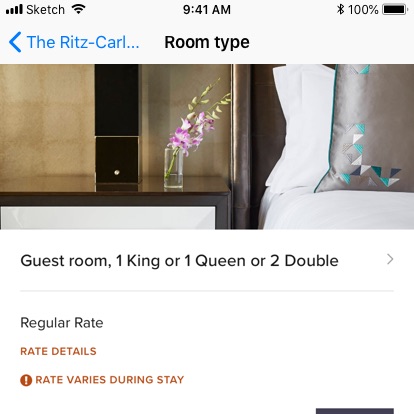 Sketch 9:41 AM 100%
The Ritz-Carl... Room type
Guest room, 1 King or 1 Queen or 2 Double
Regular Rate
RATE DETAILS
RATE VARIES DURING STAY